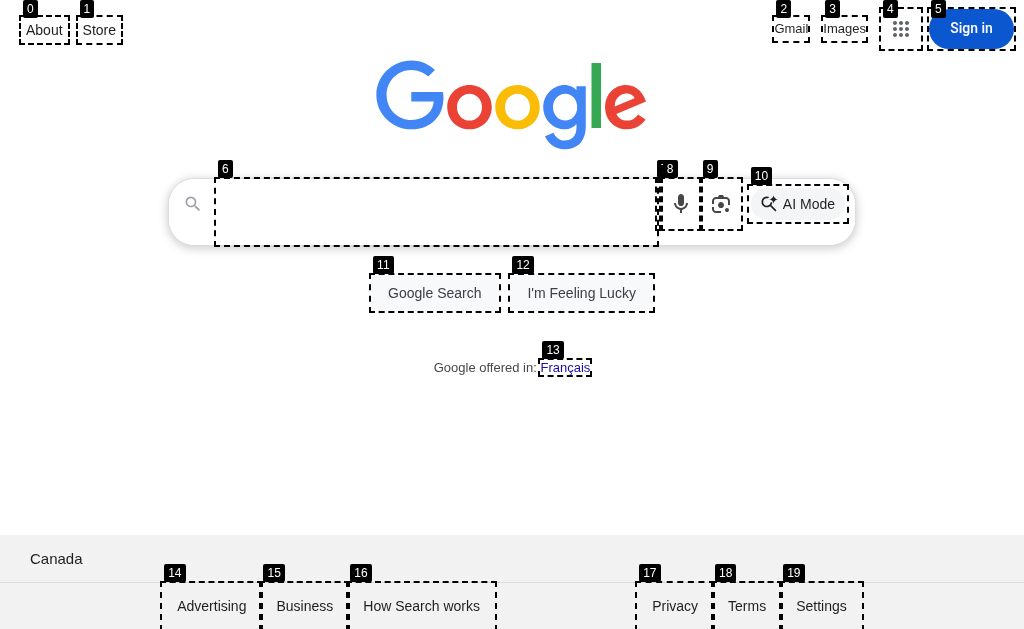 0 1 2 3 4 5
About Store Gmail Images Sign in
Google
6 8 9 10
AI Mode
11 12
Google Search I'm Feeling Lucky
13
Google offered in: Français
Canada
14 15 16 17 18 19
Advertising Business How Search works Privacy Terms Settings